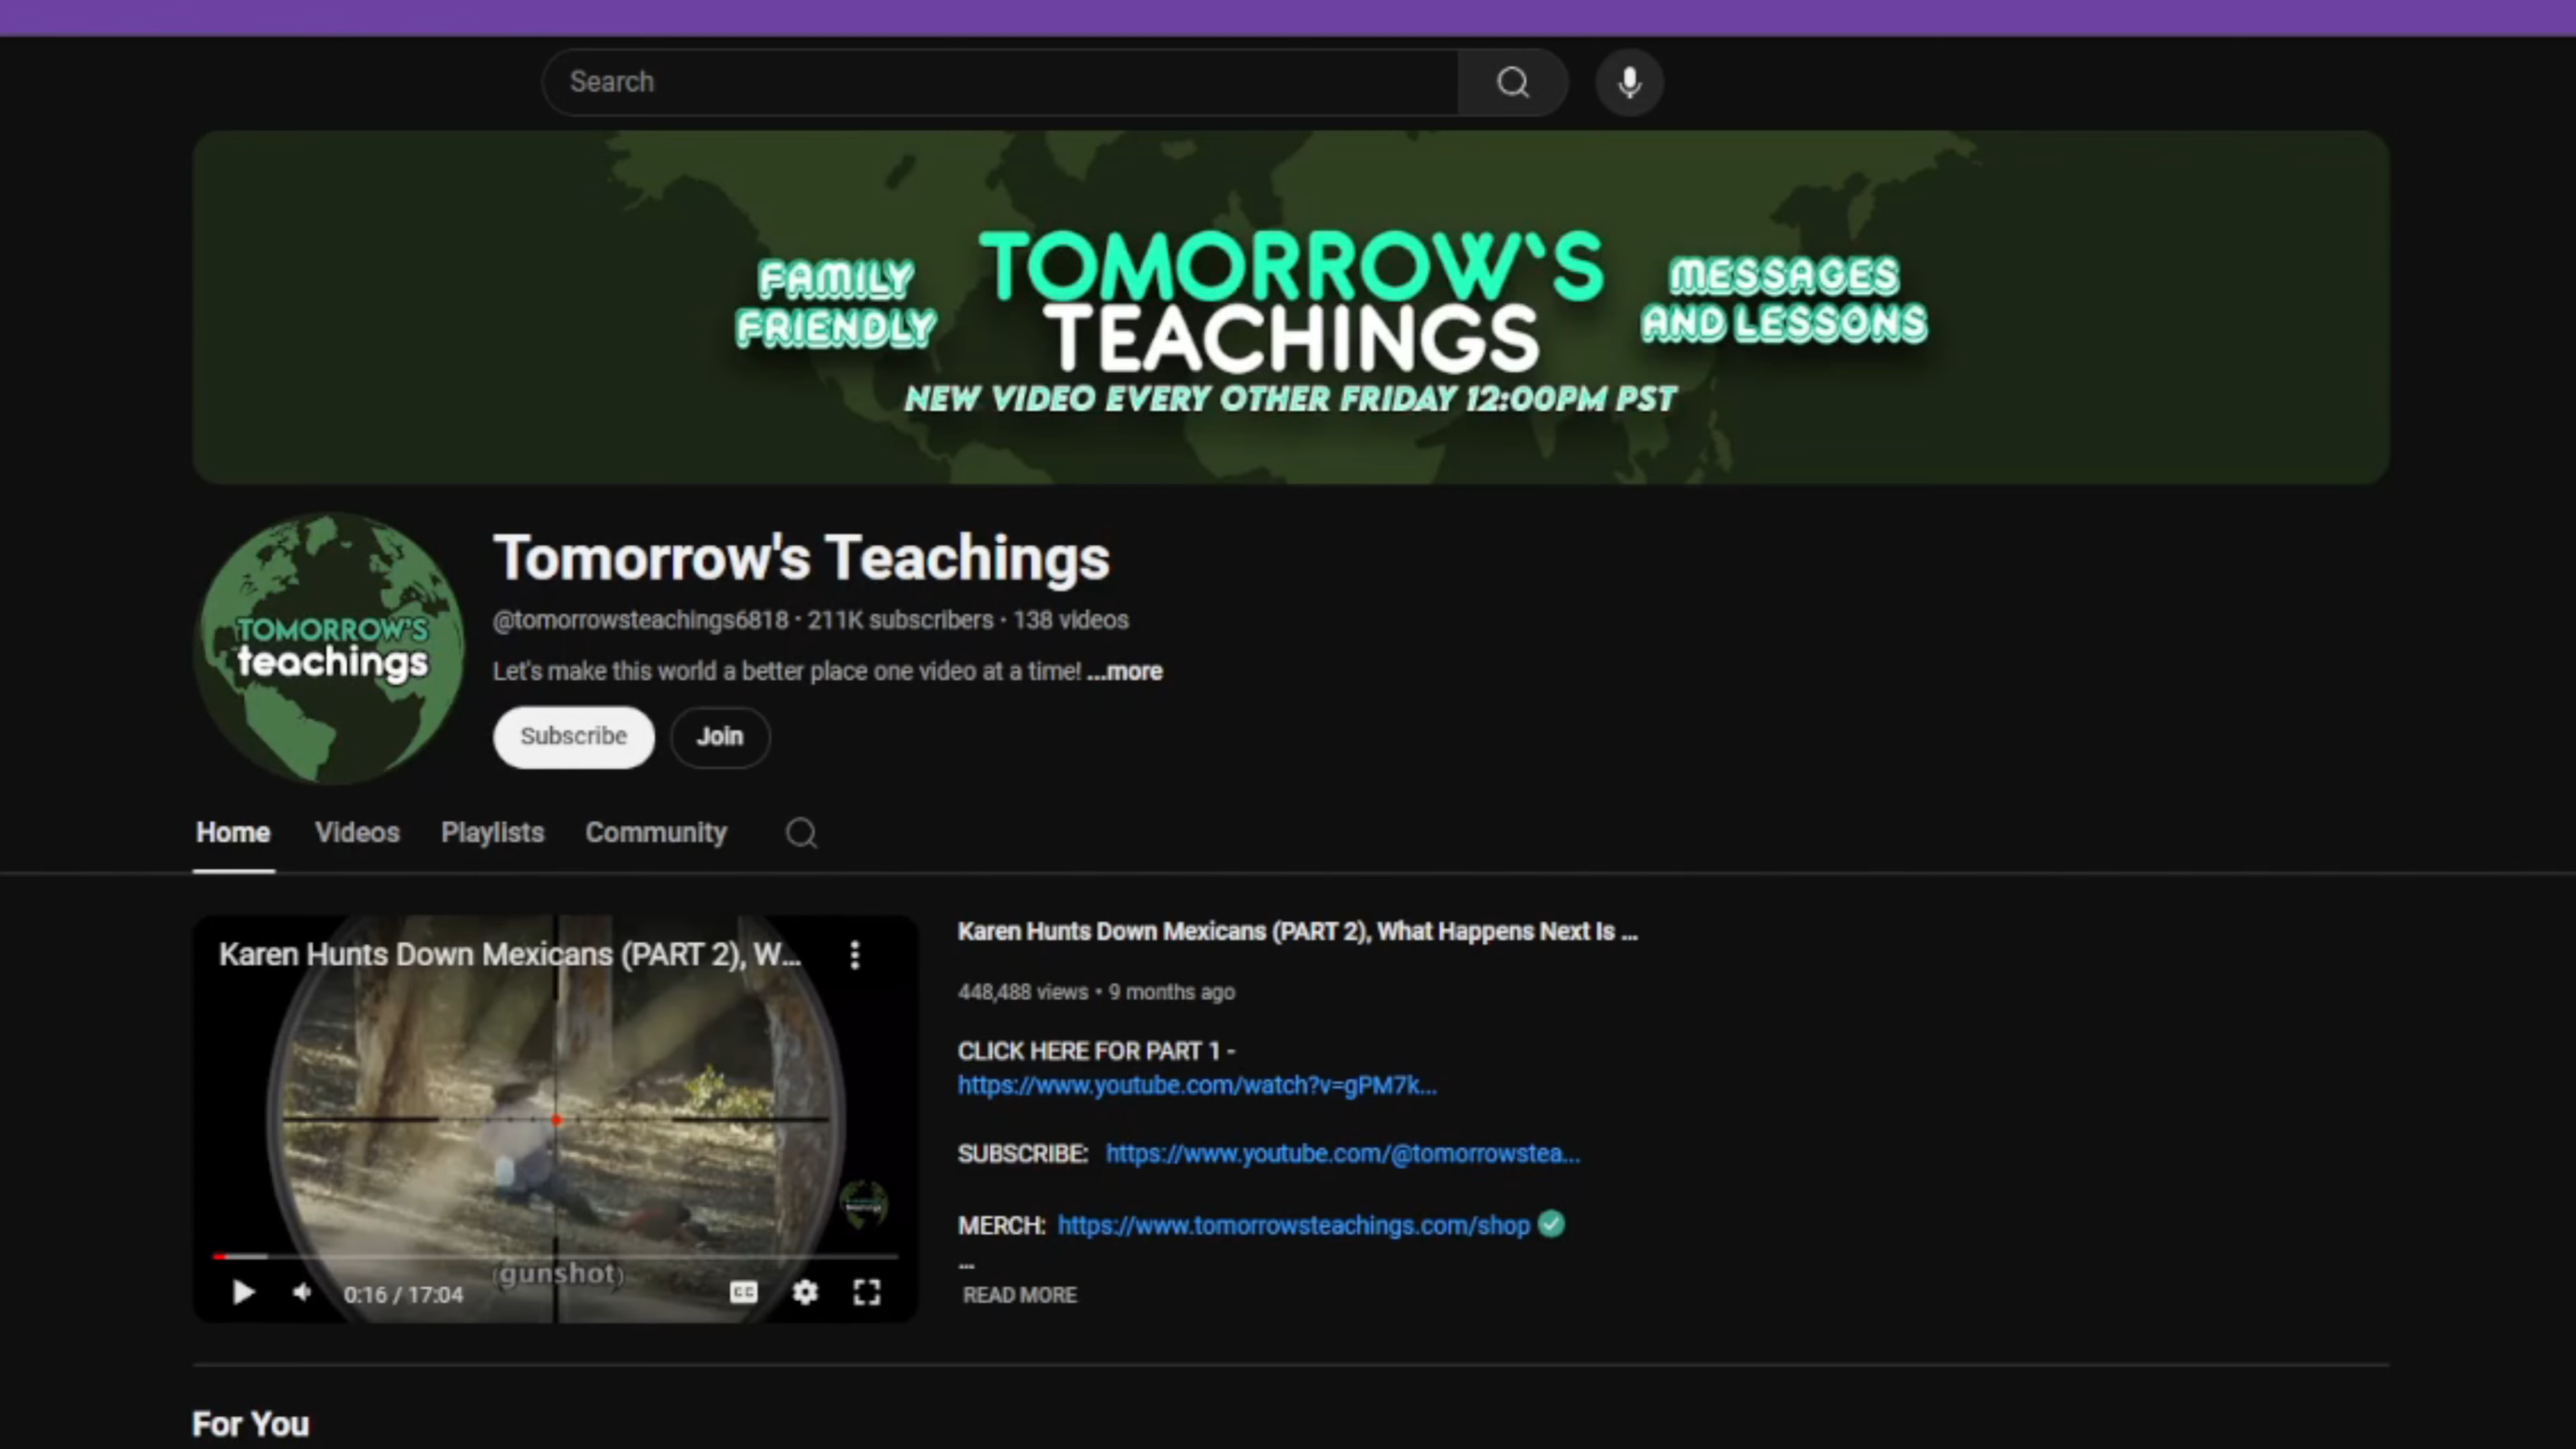 Search
FAMILY
FRIENDLY
TOMORROW'S
TEACHINGS
MESSAGES
AND LESSONS
NEW VIDEO EVERY OTHER FRIDAY 12:00PM PST
TOMORROW'S
teachings
Tomorrow's Teachings
@tomorrowsteachings6818 • 211K subscribers • 138 videos
Let's make this world a better place one video at a time! ...more
Subscribe
Join
Home
Videos
Playlists
Community
Karen Hunts Down Mexicans (PART 2), W...
(gunshot)
0:16 / 17:04
CC
Karen Hunts Down Mexicans (PART 2), What Happens Next Is ...
448,488 views • 9 months ago
CLICK HERE FOR PART 1 -
https://www.youtube.com/watch?v=gPM7k...
SUBSCRIBE: https://www.youtube.com/@tomorrowstea...
MERCH: https://www.tomorrowsteachings.com/shop
...
READ MORE
For You